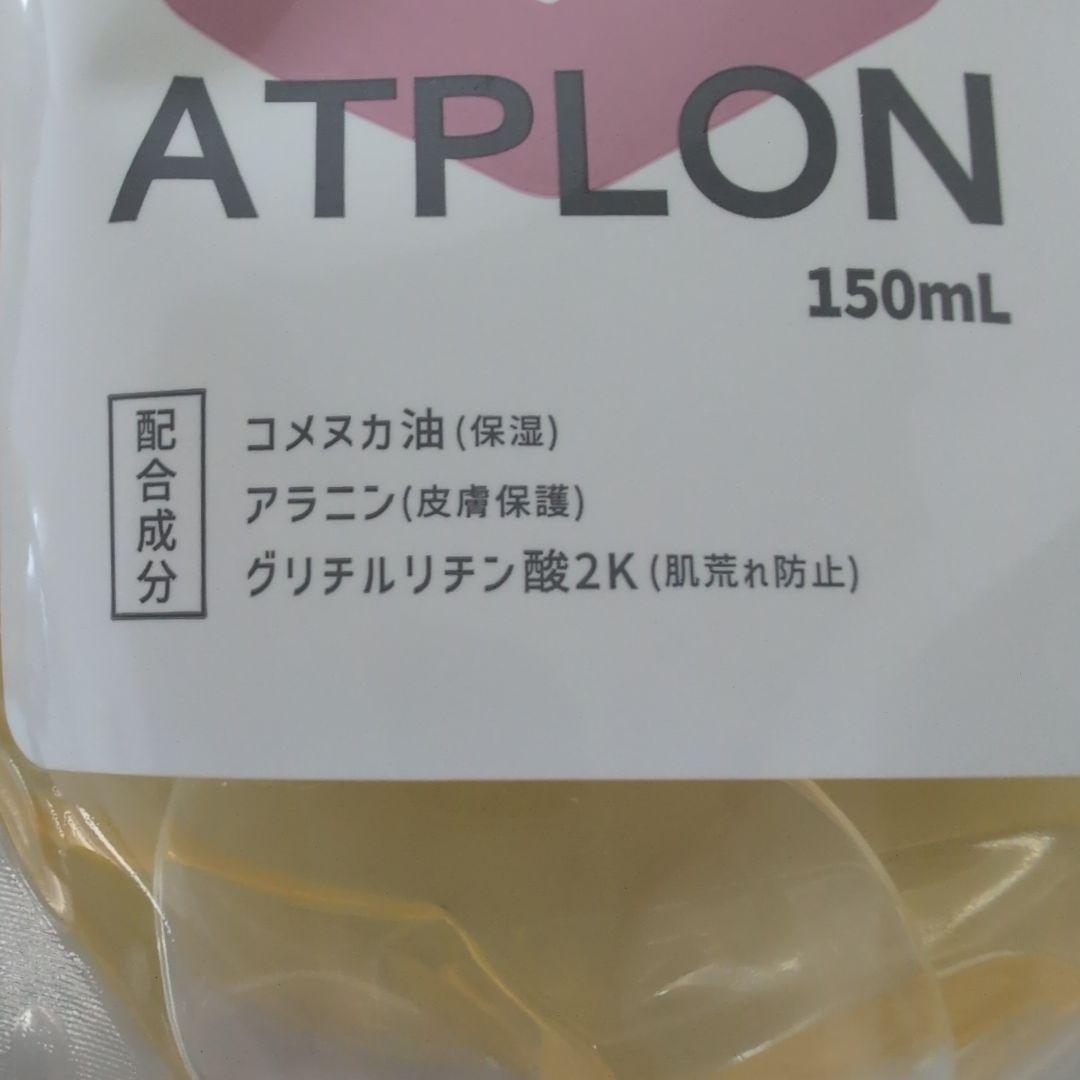 ATPLON
150mL
配合成分
コメヌカ油(保湿)
アラニン(皮膚保護)
グリチルリチン酸2K(肌荒れ防止)